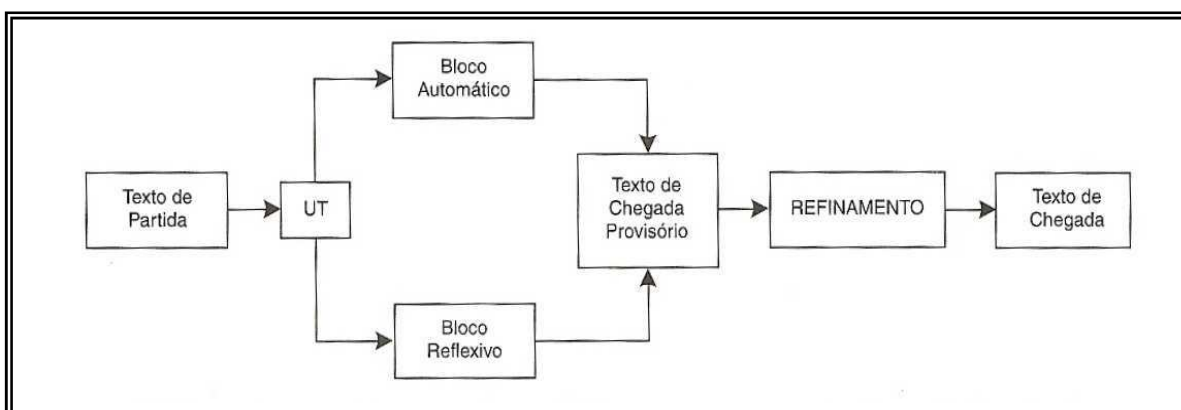 Texto de
Partida
UT
Bloco
Automático
Bloco
Reflexivo
Texto de
Chegada
Provisório
REFINAMENTO
Texto de
Chegada